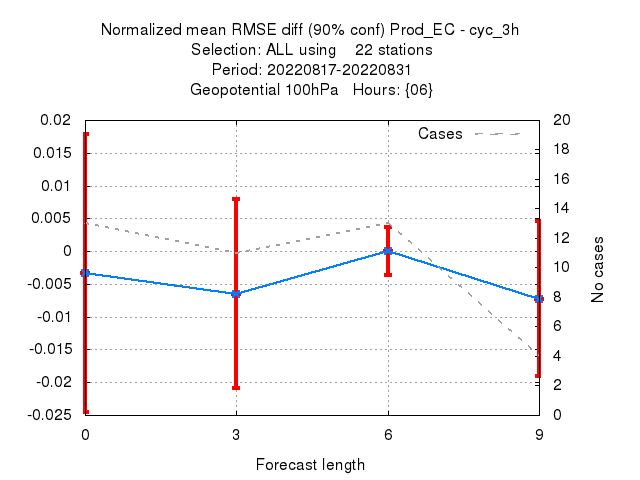 Normalized mean RMSE diff (90% conf) Prod_EC - cyc_3h
Selection: ALL using    22 stations
Period: 20220817-20220831
Geopotential 100hPa   Hours: {06}
Cases
0.02
0.015
0.01
0.005
0
-0.005
-0.01
-0.015
-0.02
-0.025
20
18
16
14
12
10
8
6
4
2
0
No cases
0 3 6 9
Forecast length